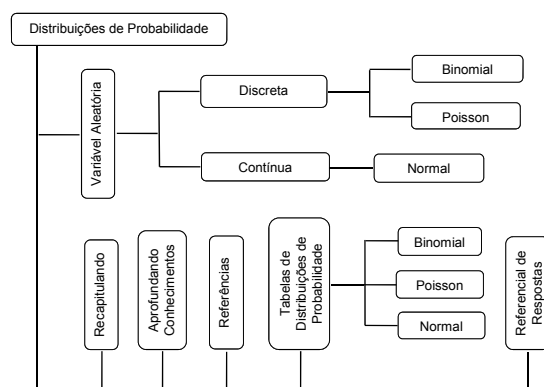 Distribuições de Probabilidade
Variável Aleatória
Discreta
Binomial
Poisson
Contínua
Normal
Recapitulando
Aprofundando
Conhecimentos
Referências
Tabelas de
Distribuições de
Probabilidade
Binomial
Poisson
Normal
Referencial de
Respostas